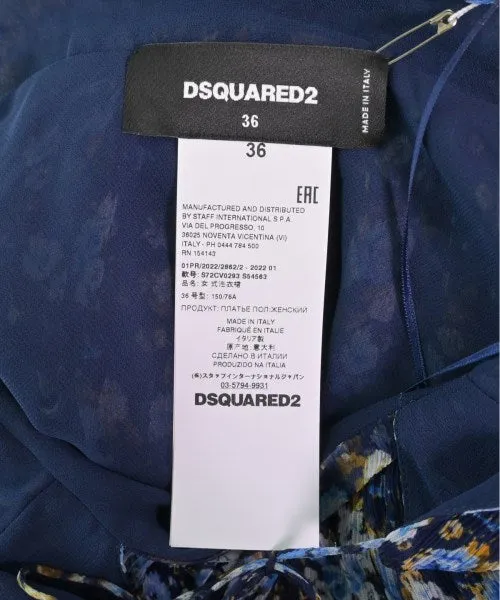 DSQUARED2
36
MADE IN ITALY
36
EAC
MANUFACTURED AND DISTRIBUTED
BY STAFF INTERNATIONAL S.P.A.
VIA DEL PROGRESSO, 10
36025 NOVENTA VICENTINA (VI)
ITALY - PH 0444 784 500
RN 154143
01PR/2022/2862/2 - 2022 01
款号: S72CV0293 S54563
品名: 女 式连衣裙
36 号型: 150/76A
ПРОДУКТ: ПЛАТЬЕ ПОЛ:ЖЕНСКИЙ
MADE IN ITALY
FABRIQUÉ EN ITALIE
イタリア製
原产地: 意大利
СДЕЛАНО В ИТАЛИИ
PRODUZIDO NA ITALIA
(株)スタッフインターナショナルジャパン
03-5794-9931
DSQUARED2